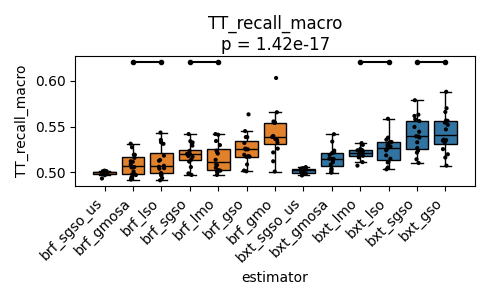 TT_recall_macro
p = 1.42e-17
TT_recall_macro
0.60
0.55
0.50
brf_sgso_us
brf_gmosa
brf_lso
brf_sgso
brf_lmo
brf_gso
brf_gmo
bxt_sgso_us
bxt_gmosa
bxt_lmo
bxt_lso
bxt_sgso
bxt_gso
estimator